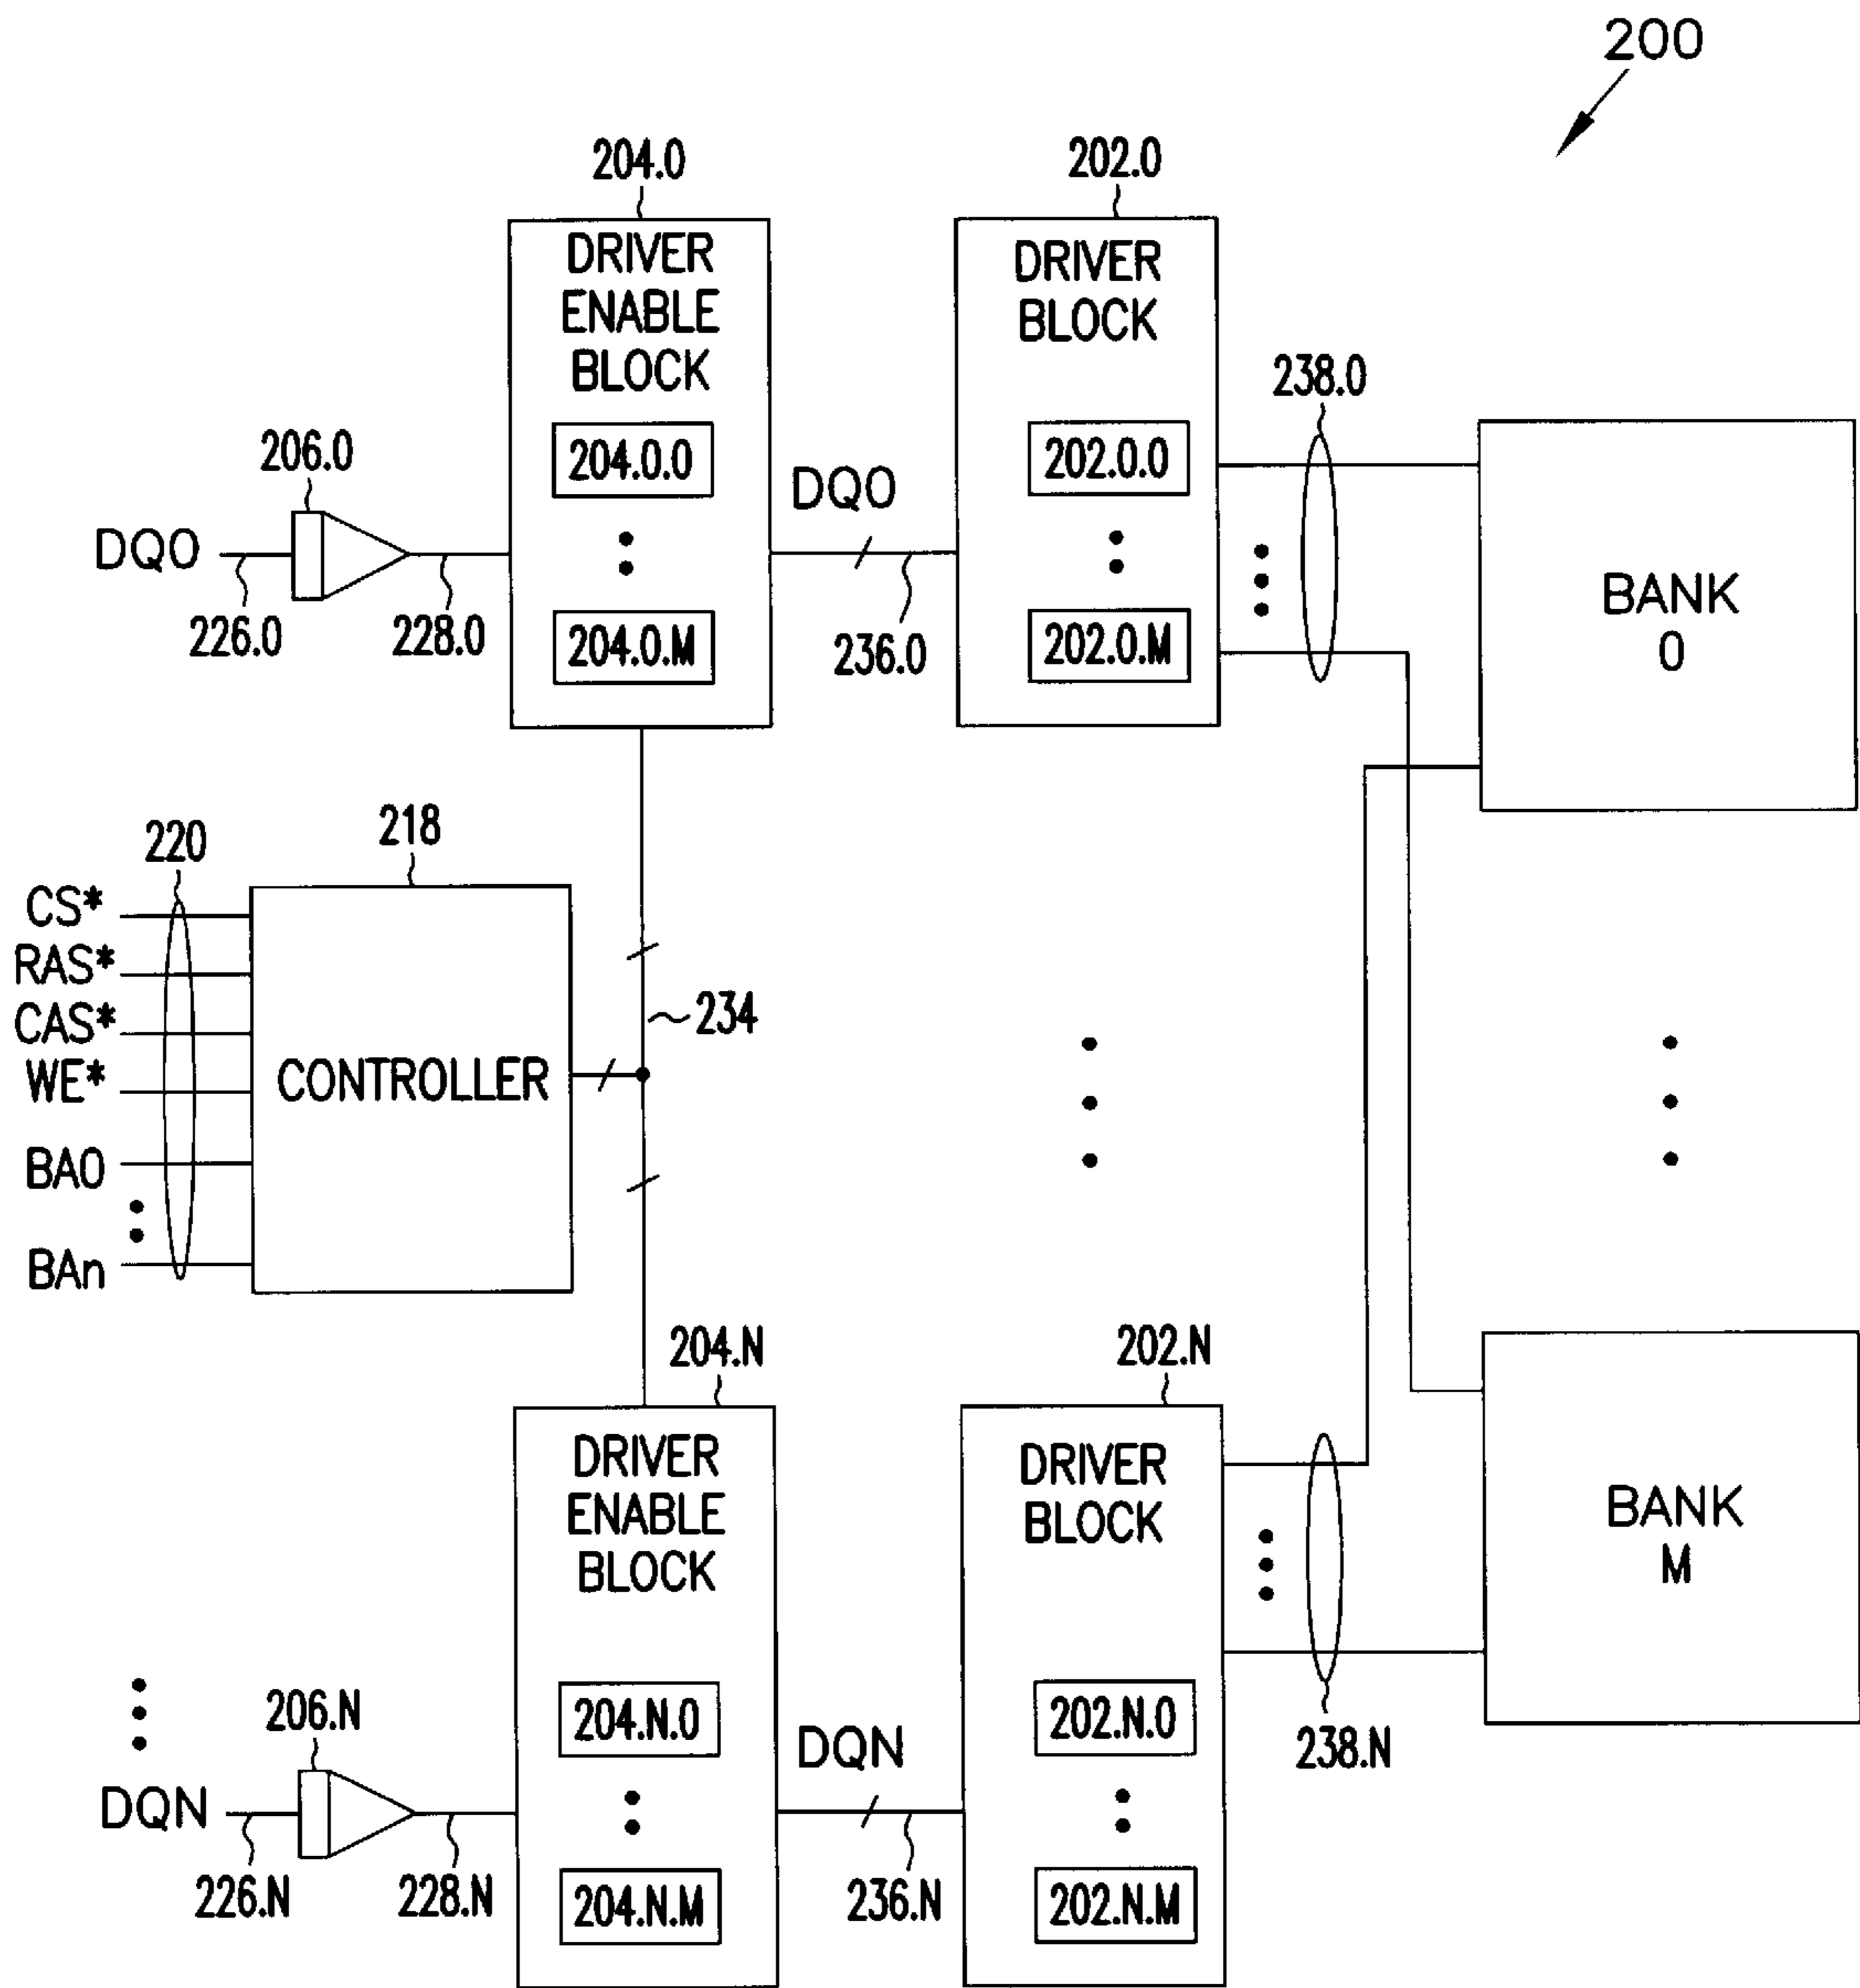 200
204.0
202.0
DRIVER
ENABLE
BLOCK
DRIVER
BLOCK
238.0
206.0
204.0.0
202.0.0
DQ0
DQ0
BANK
0
226.0
228.0
204.0.M
236.0
202.0.M
220
218
CS*
RAS*
CAS*
234
WE*
CONTROLLER
BA0
BAn
204.N
202.N
DRIVER
ENABLE
BLOCK
DRIVER
BLOCK
BANK
M
206.N
204.N.0
202.N.0
238.N
DQN
DQN
226.N
228.N
204.N.M
236.N
202.N.M